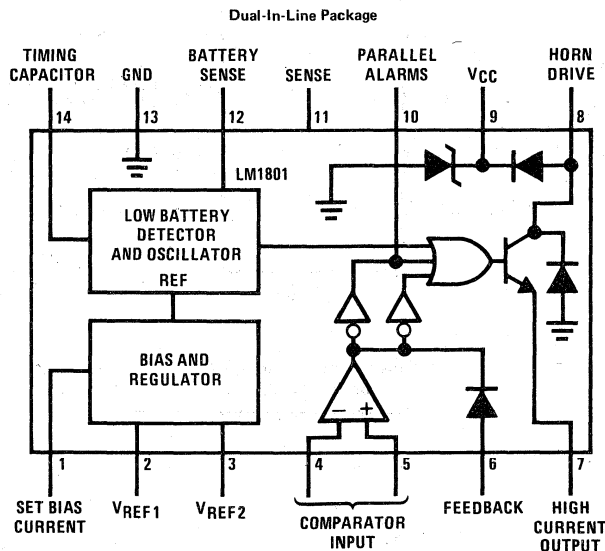 Dual-In-Line Package
TIMING
CAPACITOR
GND
BATTERY
SENSE
SENSE
PARALLEL
ALARMS
VCC
HORN
DRIVE
14
13
12
11
10
9
8
LM1801
LOW BATTERY
DETECTOR
AND OSCILLATOR
REF
BIAS AND
REGULATOR
− +
1
2
3
4
5
6
7
SET BIAS
CURRENT
VREF1
VREF2
COMPARATOR
INPUT
FEEDBACK
HIGH
CURRENT
OUTPUT